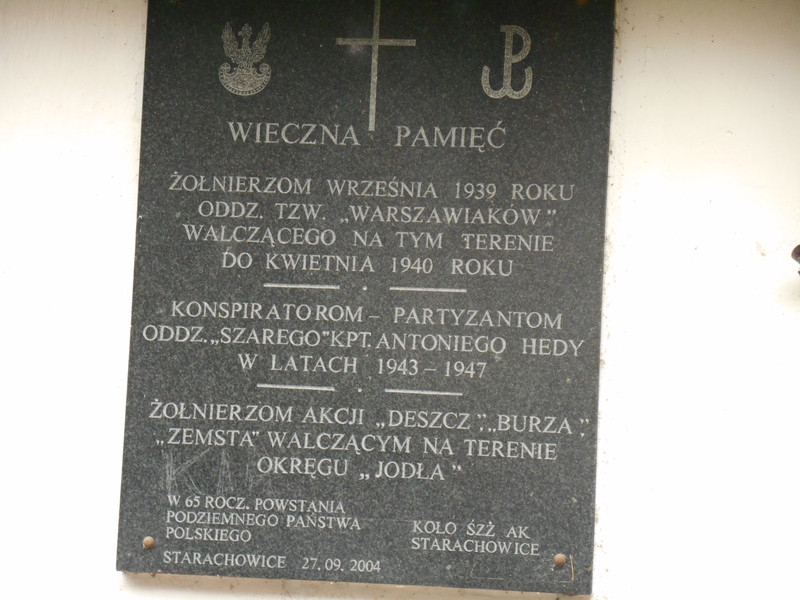 WIECZNA PAMIĘĆ
ŻOŁNIERZOM WRZEŚNIA 1939 ROKU
ODDZ. TZW. „WARSZAWIAKÓW”
WALCZĄCEGO NA TYM TERENIE
DO KWIETNIA 1940 ROKU
KONSPIRATOROM – PARTYZANTOM
ODDZ. „SZAREGO” KPT. ANTONIEGO HEDY
W LATACH 1943 – 1947
ŻOŁNIERZOM AKCJI „DESZCZ”, „BURZA”,
„ZEMSTA” WALCZĄCYM NA TERENIE
OKRĘGU „JODŁA”
W 65 ROCZ. POWSTANIA
PODZIEMNEGO PAŃSTWA
POLSKIEGO
STARACHOWICE 27. 09. 2004
KOŁO ŚZŻ AK
STARACHOWICE